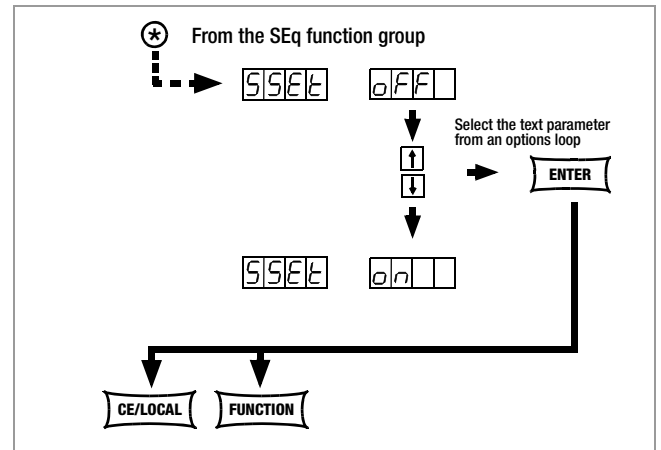 From the SEq function group
SSEt oFF
Select the text parameter
from an options loop
↑
↓
ENTER
SSEt on
CE/LOCAL FUNCTION